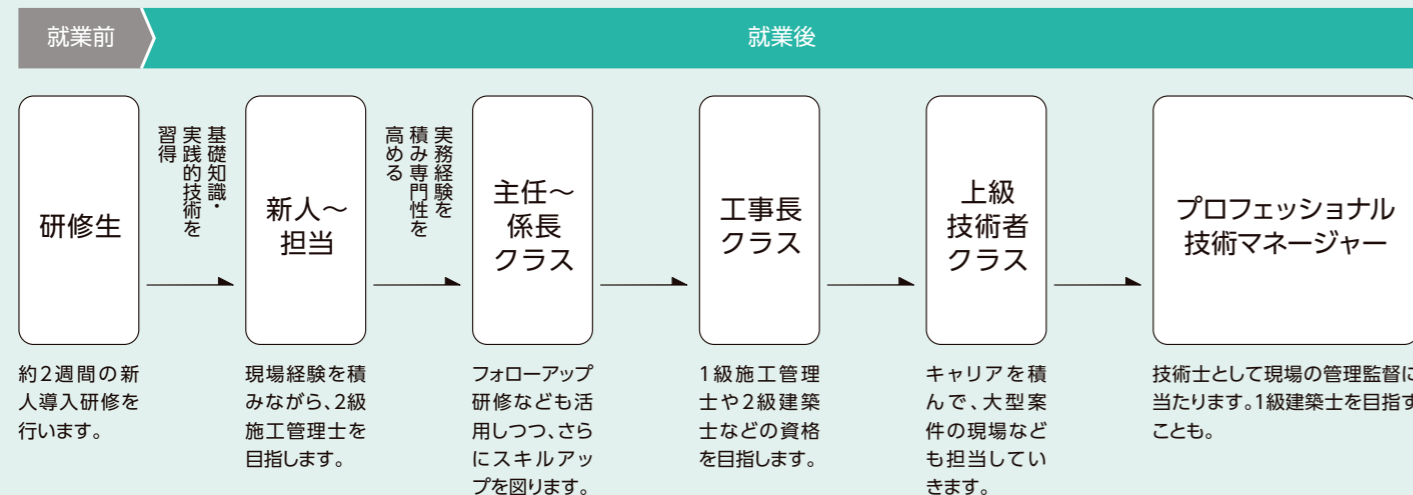 就業前
就業後
研修生
基礎知識・
実践的技術を
習得
新人～
担当
実務経験を
積み専門性を
高める
主任～
係長
クラス
工事長
クラス
上級
技術者
クラス
プロフェッショナル
技術マネージャー
約2週間の新
人導入研修を
行います。
現場経験を積
みながら、2級
施工管理士を
目指します。
フォローアップ
研修なども活
用しつつ、さら
にスキルアッ
プを図ります。
1級施工管理
士や2級建築
士などの資格
を目指します。
キャリアを積
んで、大型案
件の現場など
も担当してい
きます。
技術士として現場の管理監督に
当たります。1級建築士を目指す
ことも。